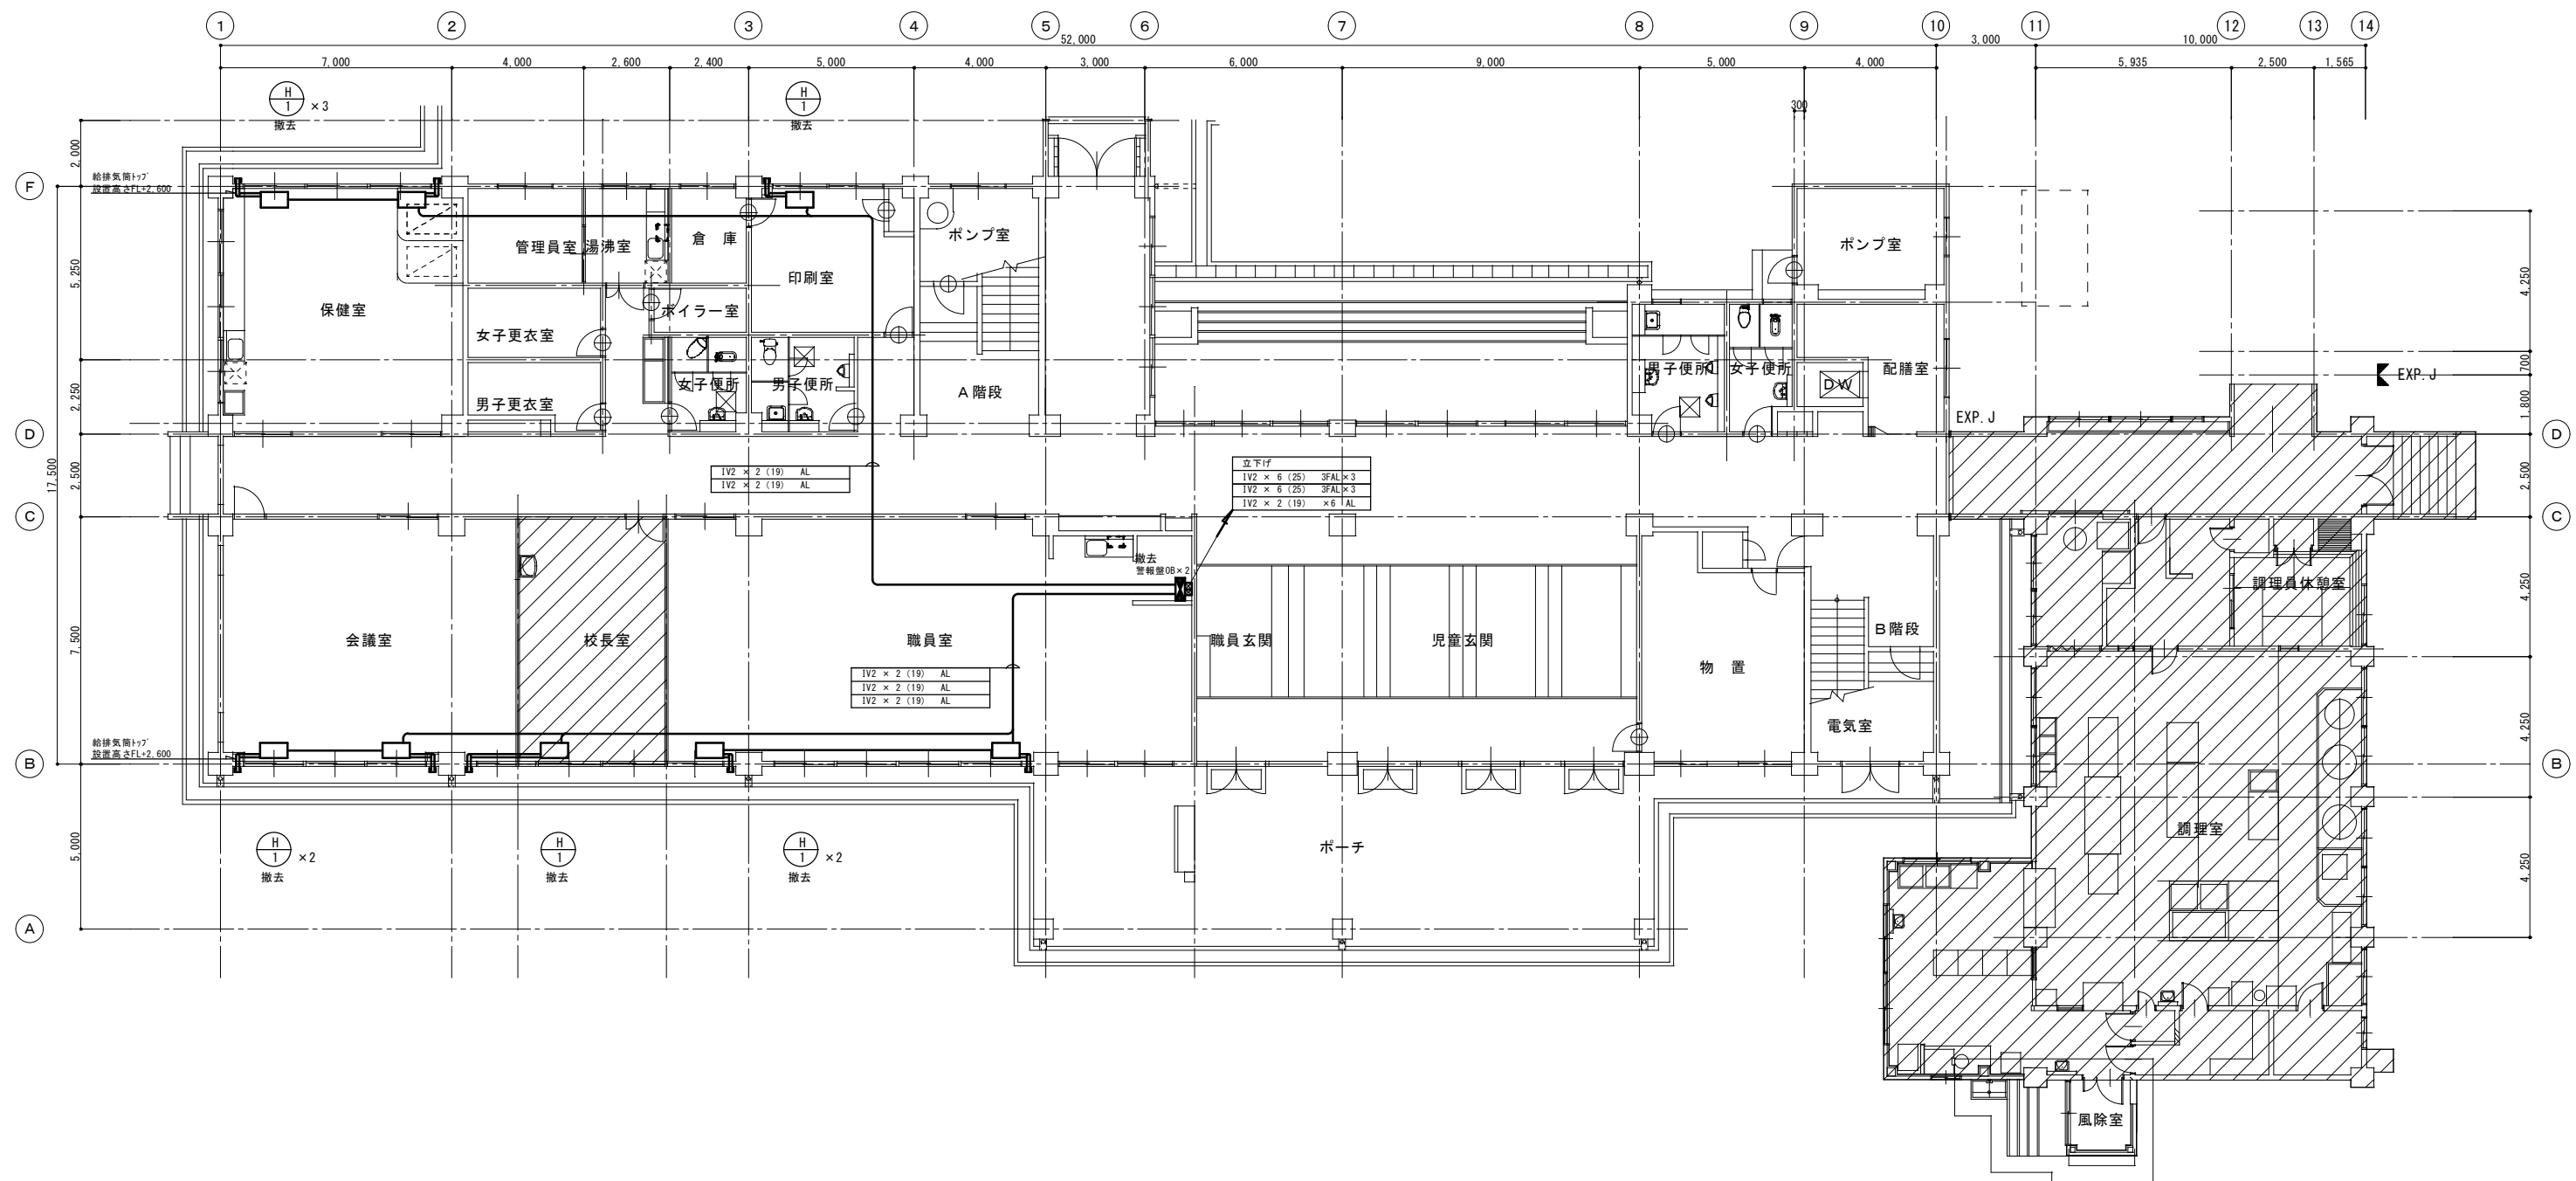 1 2 3 4 5 6 7 8 9 10 11 12 13 14
52,000 3,000 10,000
7,000 4,000 2,600 2,400 5,000 4,000 3,000 6,000 9,000 5,000 4,000 5,935 2,500 1,565
H
1 ×3
撤去
H
1
撤去
300
2,000
給排気筒トップ
設置高さFL+2,600
F
5,250
2,250
17,500
2,500
7,500
5,000
D
C
B
A
保健室
管理員室
湯沸室
倉 庫
印刷室
ポンプ室
ボイラー室
女子更衣室
男子更衣室
女子便所
男子便所
A階段
ポンプ室
男子便所
女子便所
DW
配膳室
EXP.J
EXP.J
4,250
700
1,800
D
2,500
C
4,250
4,250
B
4,250
IV2 × 2 (19) AL
IV2 × 2 (19) AL
立下げ
IV2 × 6 (25) 3FAL×3
IV2 × 6 (25) 3FAL×3
IV2 × 2 (19) ×6 AL
撤去
警報盤OB×2
会議室
校長室
職員室
職員玄関
児童玄関
物 置
B階段
電気室
調理員休憩室
調理室
IV2 × 2 (19) AL
IV2 × 2 (19) AL
IV2 × 2 (19) AL
給排気筒トップ
設置高さFL+2,600
H
1 ×2
撤去
H
1
撤去
H
1 ×2
撤去
ポーチ
風除室